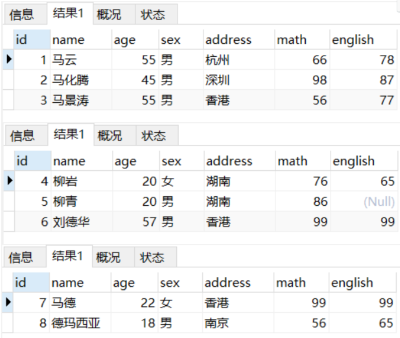 信息 结果1 概况 状态
id name age sex address math english
1 马云 55 男 杭州 66 78
2 马化腾 45 男 深圳 98 87
3 马景涛 55 男 香港 56 77
信息 结果1 概况 状态
id name age sex address math english
4 柳岩 20 女 湖南 76 65
5 柳青 20 男 湖南 86 (Null)
6 刘德华 57 男 香港 99 99
信息 结果1 概况 状态
id name age sex address math english
7 马德 22 女 香港 99 99
8 德玛西亚 18 男 南京 56 65